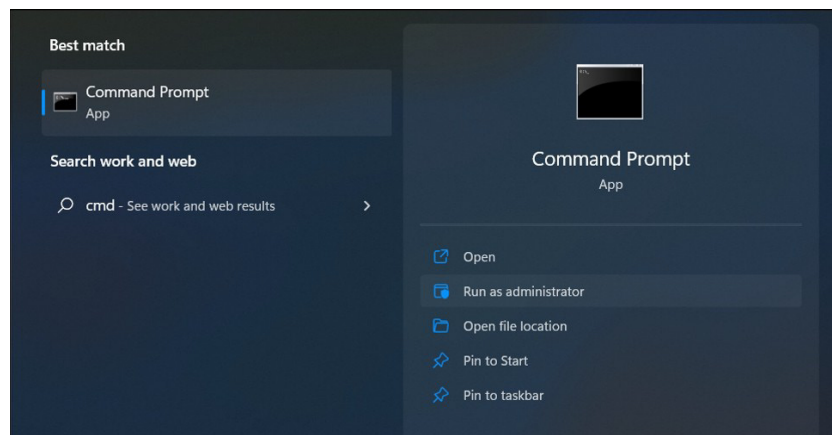 Best match
Command Prompt
App
Search work and web
cmd - See work and web results
Command Prompt
App
Open
Run as administrator
Open file location
Pin to Start
Pin to taskbar